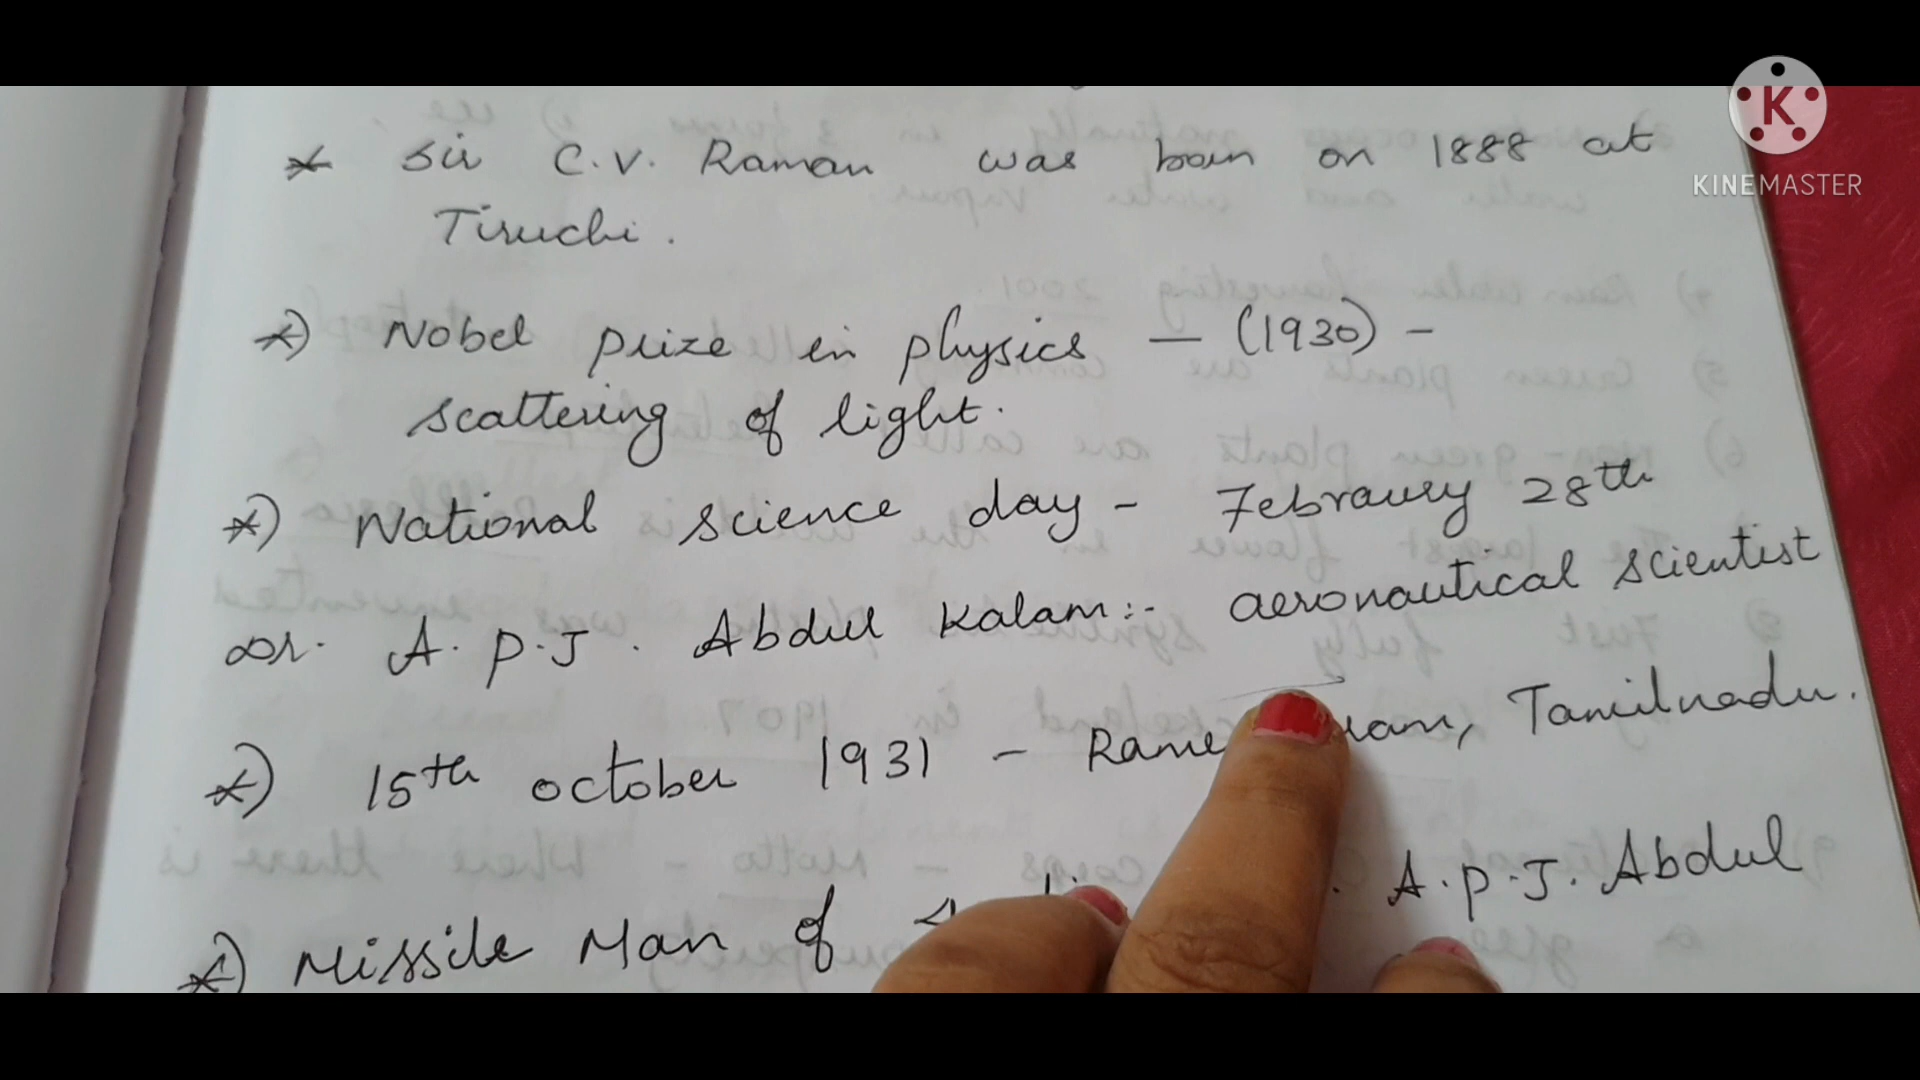 * Sir C.V. Raman was born on 1888 at
Tiruchi.
*) Nobel prize in physics — (1930) -
scattering of light.
*) National science day - Febraury 28th
Dr. A.P.J. Abdul Kalam:- aeronautical scientist
*) 15th october 1931 - Tamilnadu.
*) Missile Man of A.P.J. Abdul
K
KINEMASTER